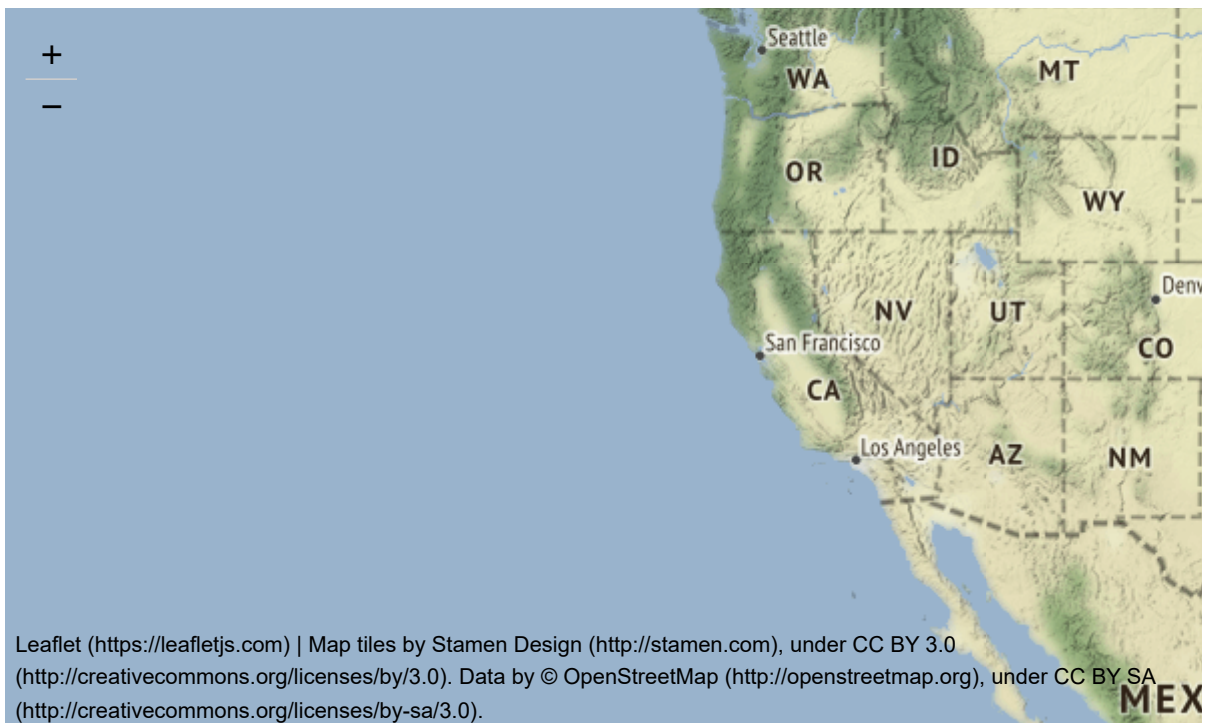 +
−
Seattle
WA
MT
OR
ID
WY
Denv
NV
UT
San Francisco
CO
CA
Los Angeles
AZ
NM
Leaflet (https://leafletjs.com) | Map tiles by Stamen Design (http://stamen.com), under CC BY 3.0
(http://creativecommons.org/licenses/by/3.0). Data by © OpenStreetMap (http://openstreetmap.org), under CC BY SA
MEX
(http://creativecommons.org/licenses/by-sa/3.0).